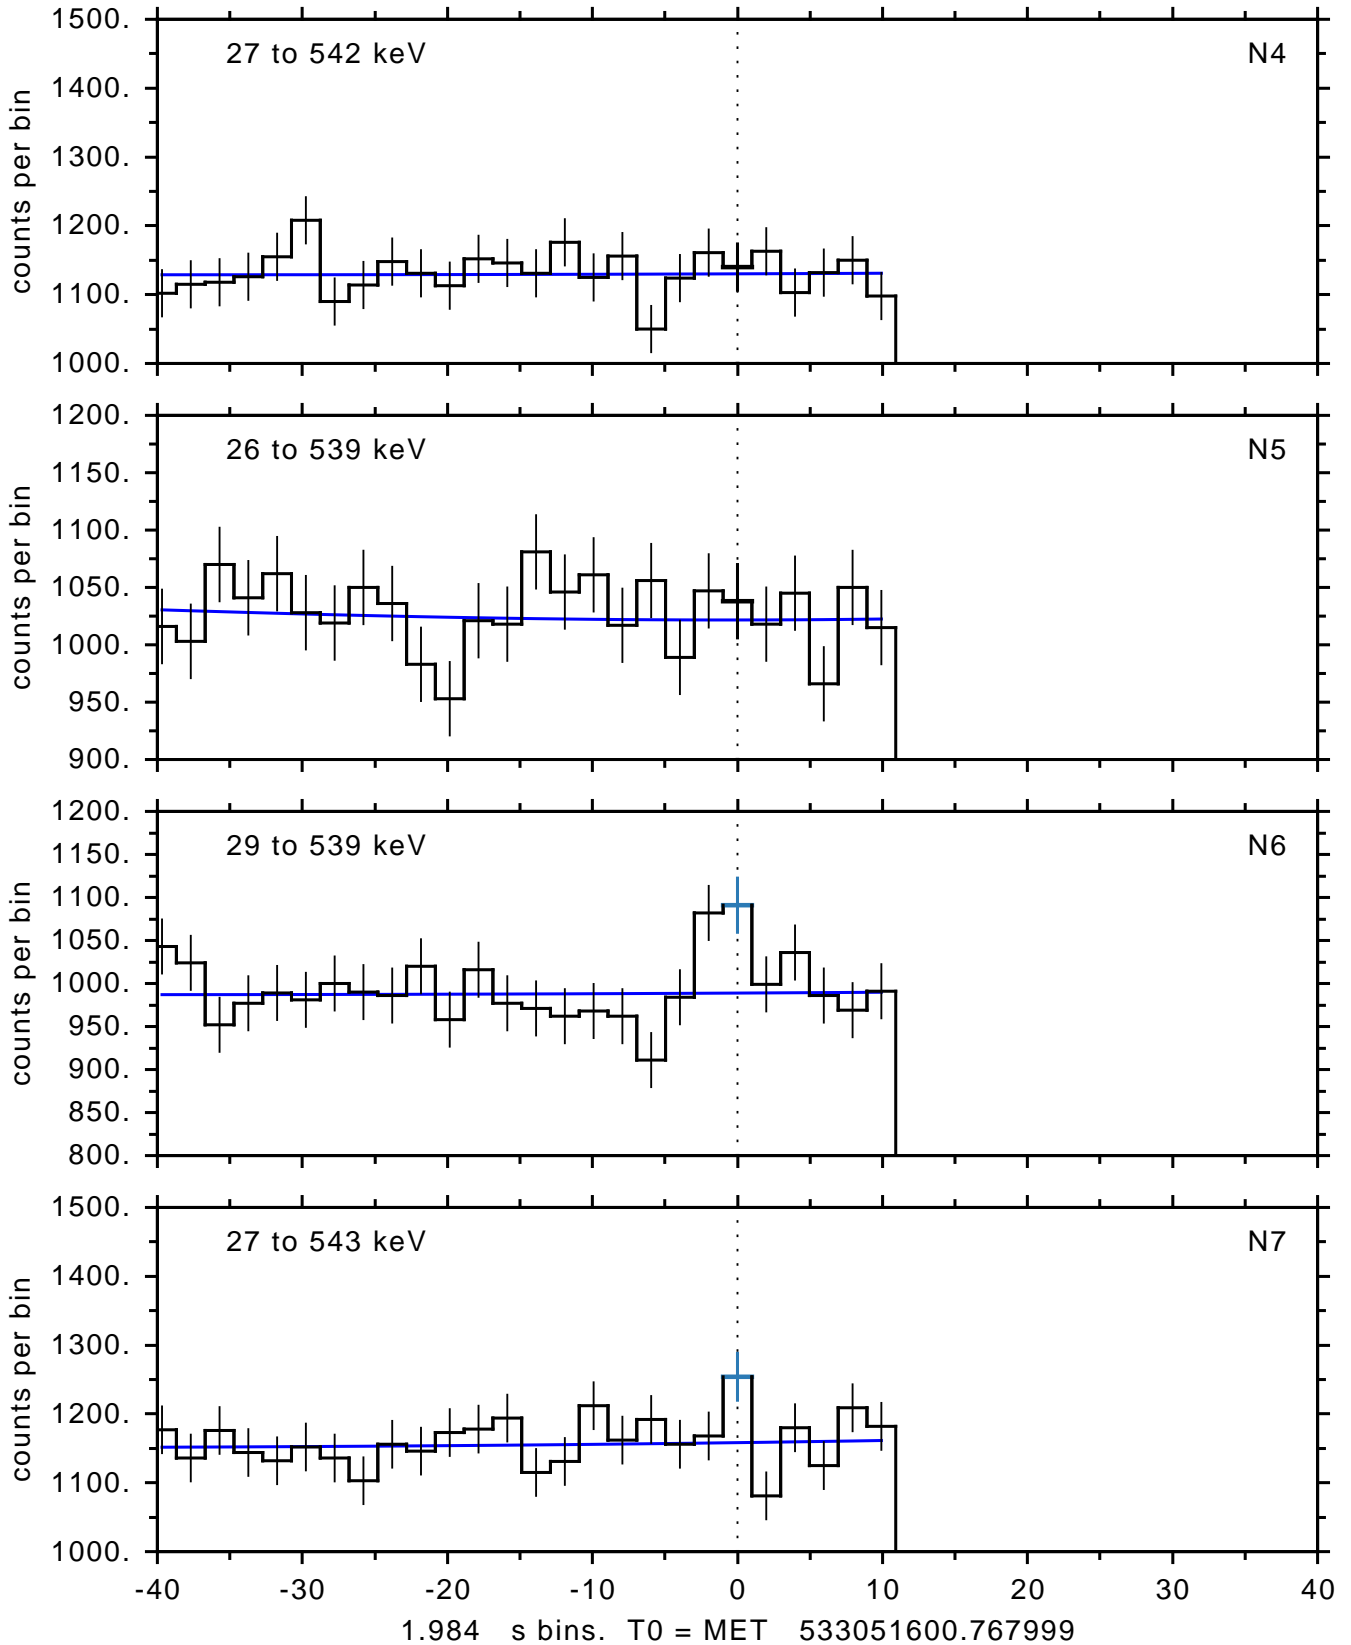 1500.
27 to 542 keV N4
1400.
1300.
1200.
1100.
1000.
counts per bin
1200.
26 to 539 keV N5
1150.
1100.
1050.
1000.
950.
900.
counts per bin
1200.
29 to 539 keV N6
1150.
1100.
1050.
1000.
950.
900.
850.
800.
counts per bin
1500.
27 to 543 keV N7
1400.
1300.
1200.
1100.
1000.
counts per bin
-40 -30 -20 -10 0 10 20 30 40
1.984 s bins. T0 = MET 533051600.767999